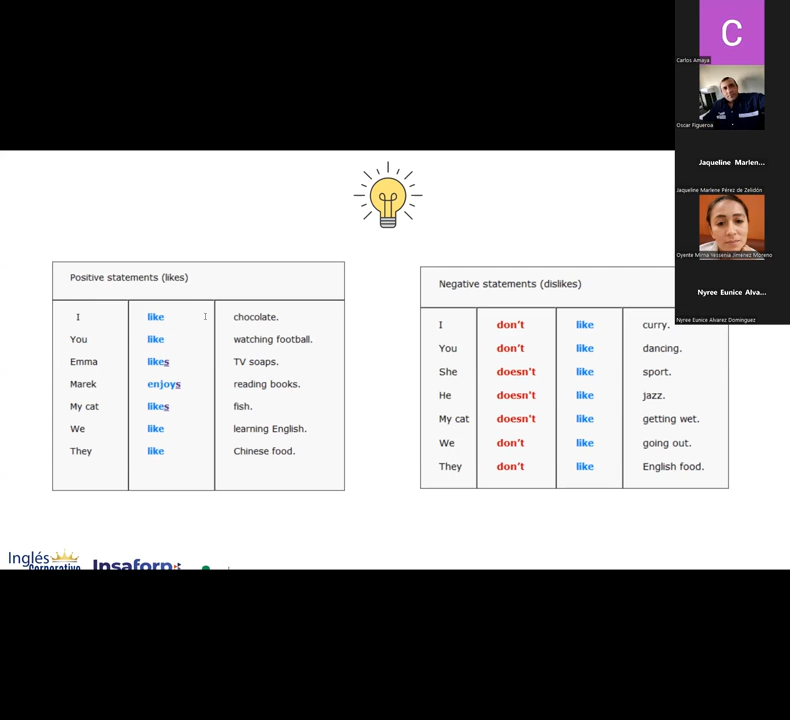 C
Carlos Amaya
Oscar Figueroa
Jaqueline Marlen...
Jaqueline Marlene Pérez de Zelidón
Oyente Mirna Yessenia Jiménez Moreno
Nyree Eunice Alva...
Nyree Eunice Alvarez Dominguez
Positive statements (likes)
I like chocolate.
You like watching football.
Emma likes TV soaps.
Marek enjoys reading books.
My cat likes fish.
We like learning English.
They like Chinese food.
Negative statements (dislikes)
I don't like curry.
You don't like dancing.
She doesn't like sport.
He doesn't like jazz.
My cat doesn't like getting wet.
We don't like going out.
They don't like English food.
Inglés
Corporativo
Insaforp